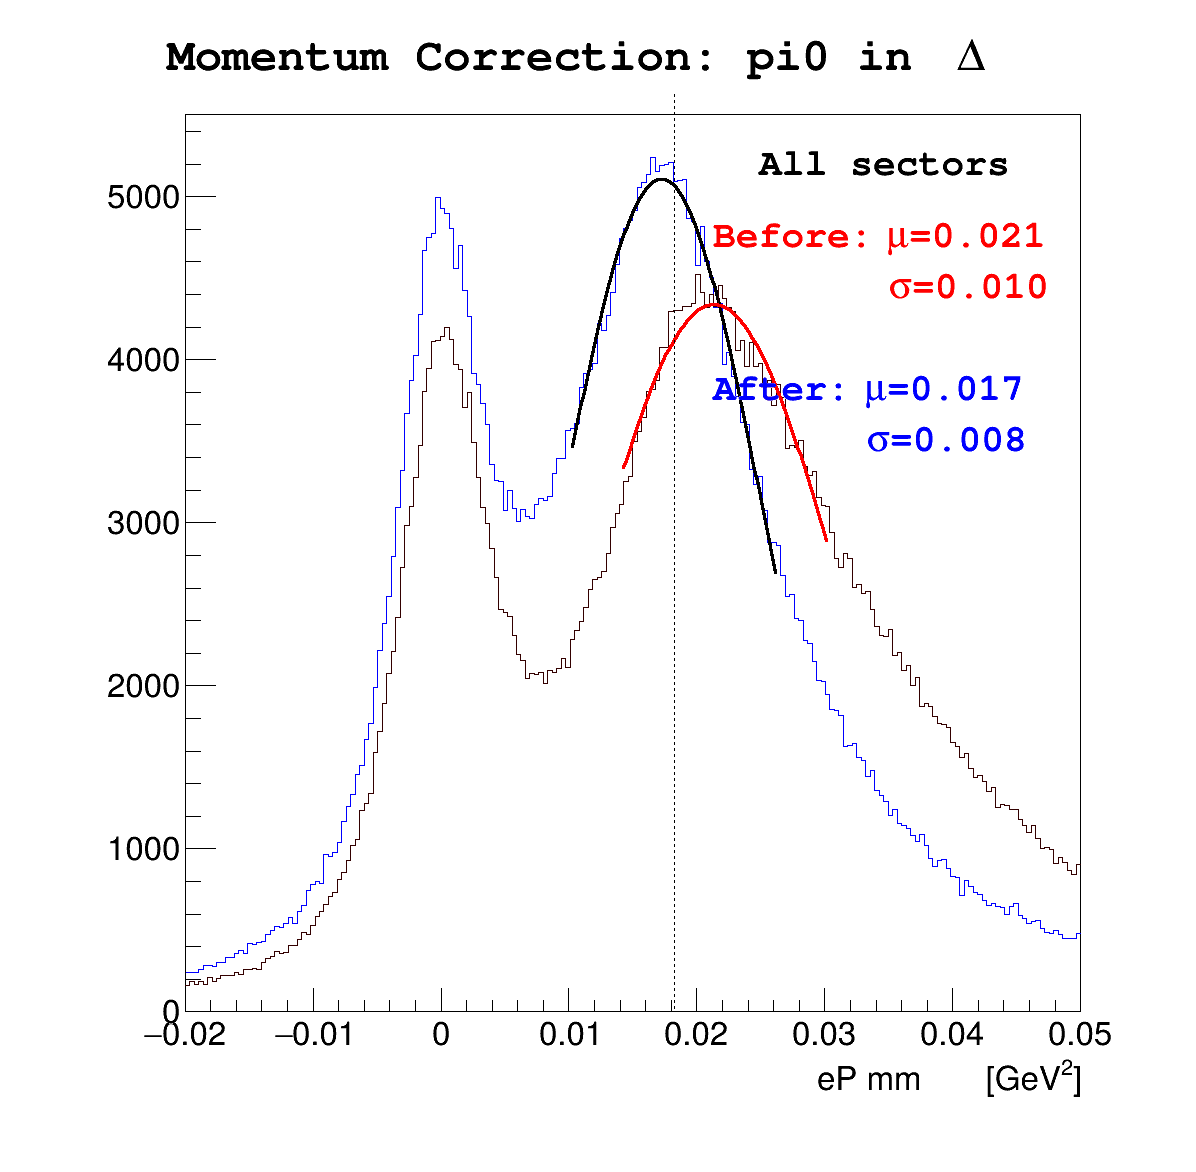 Momentum Correction: pi0 in Δ
All sectors
Before: μ=0.021
σ=0.010
After: μ=0.017
σ=0.008
5000
4000
3000
2000
1000
0
−0.02 −0.01 0 0.01 0.02 0.03 0.04 0.05
eP mm [GeV²]